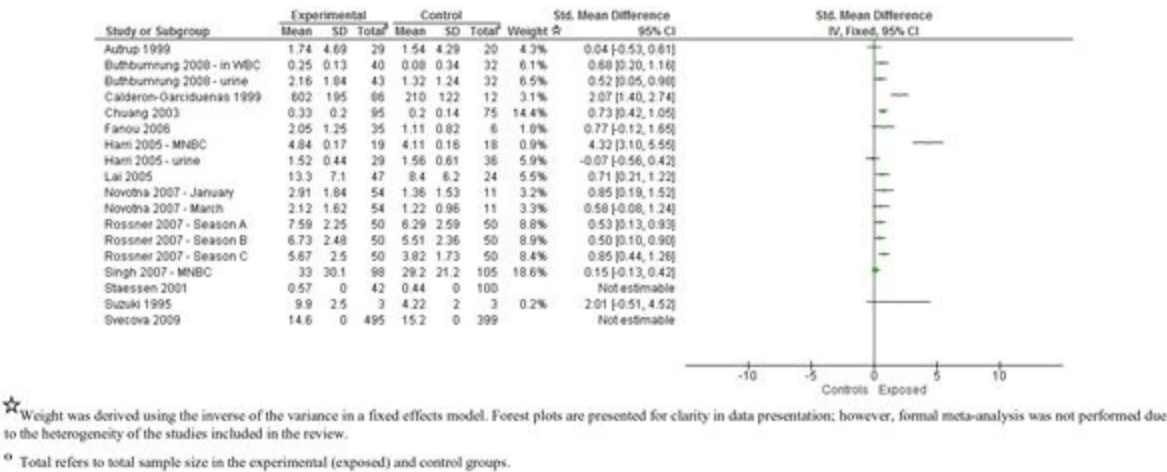 Experimental Control Std. Mean Difference Std. Mean Difference
Study or Subgroup Mean SD Total Mean SD Total Weight ☆ 95% CI IV, Fixed, 95% CI
Autrup 1999 1.74 4.69 29 1.54 4.29 20 4.3% 0.04 [-0.53, 0.61]
Buthbumrung 2008 - in WBC 0.25 0.13 40 0.08 0.34 32 6.1% 0.68 [0.20, 1.16]
Buthbumrung 2008 - urine 2.16 1.84 43 1.32 1.24 32 6.5% 0.52 [0.05, 0.98]
Calderon-Garciduenas 1999 602 195 86 210 122 12 3.1% 2.07 [1.40, 2.74]
Chuang 2003 0.33 0.2 95 0.2 0.14 75 14.4% 0.73 [0.42, 1.05]
Fanou 2006 2.05 1.25 35 1.11 0.82 6 1.8% 0.77 [-0.12, 1.65]
Harri 2005 - MNBC 4.84 0.17 19 4.11 0.16 18 0.9% 4.32 [3.10, 5.55]
Harri 2005 - urine 1.52 0.44 29 1.56 0.61 36 5.9% -0.07 [-0.56, 0.42]
Lai 2005 13.3 7.1 47 8.4 6.2 24 5.4% 0.71 [0.21, 1.22]
Novotna 2007 - January 2.91 1.84 54 1.36 1.53 11 3.2% 0.85 [0.19, 1.52]
Novotna 2007 - March 2.12 1.62 54 1.22 0.96 11 3.3% 0.58 [-0.08, 1.24]
Rossner 2007 - Season A 7.59 2.25 50 6.29 2.59 50 8.8% 0.53 [0.13, 0.93]
Rossner 2007 - Season B 6.73 2.48 50 5.51 2.36 50 8.9% 0.50 [0.10, 0.90]
Rossner 2007 - Season C 5.67 2.5 50 3.82 1.73 50 8.4% 0.85 [0.44, 1.26]
Singh 2007 - MNBC 33 30.1 98 29.2 21.2 105 18.6% 0.15 [-0.13, 0.42]
Staessen 2001 0.57 0 42 0.44 0 100 Not estimable
Suzuki 1995 9.9 2.5 3 4.22 2 3 0.2% 2.01 [-0.51, 4.52]
Svecova 2009 14.6 0 495 15.2 0 399 Not estimable
-10 -5 0 5 10
Controls Exposed
☆Weight was derived using the inverse of the variance in a fixed effects model. Forest plots are presented for clarity in data presentation; however, formal meta-analysis was not performed due
to the heterogeneity of the studies included in the review.
o Total refers to total sample size in the experimental (exposed) and control groups.